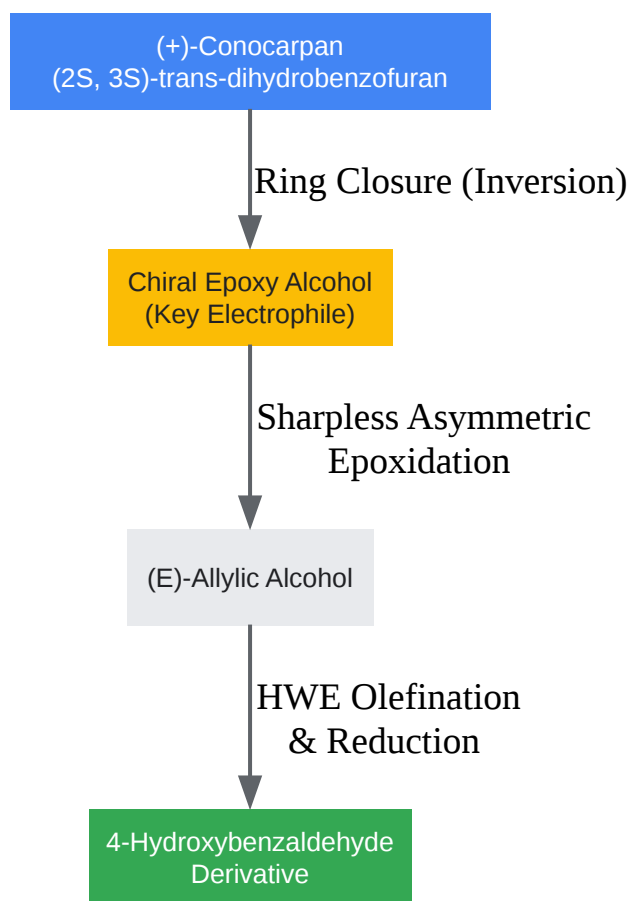 (+)-Conocarpan
(2S, 3S)-trans-dihydrobenzofuran
Ring Closure (Inversion)
Chiral Epoxy Alcohol
(Key Electrophile)
Sharpless Asymmetric
Epoxidation
(E)-Allylic Alcohol
HWE Olefination
& Reduction
4-Hydroxybenzaldehyde
Derivative